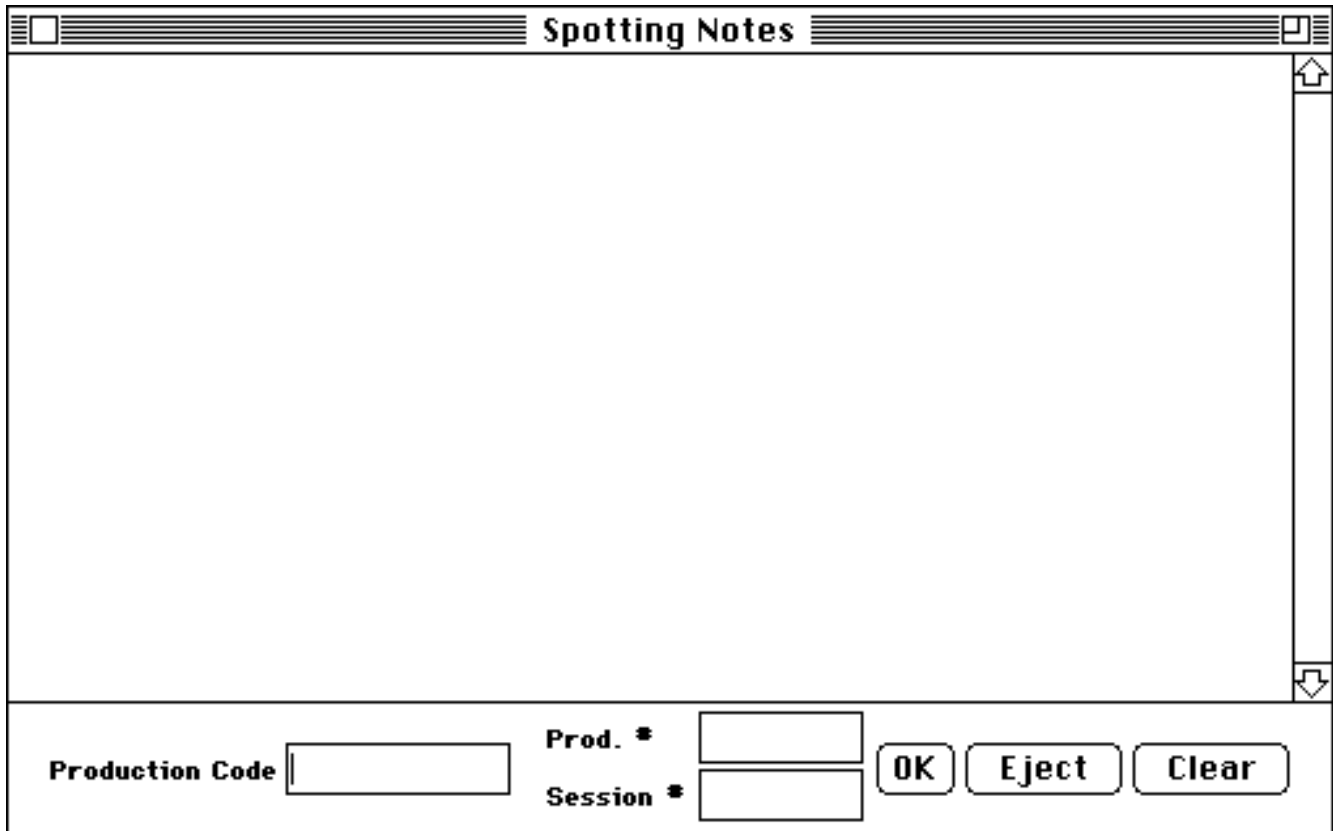 Spotting Notes
Prod. #
Production Code
OK
Eject
Clear
Session #